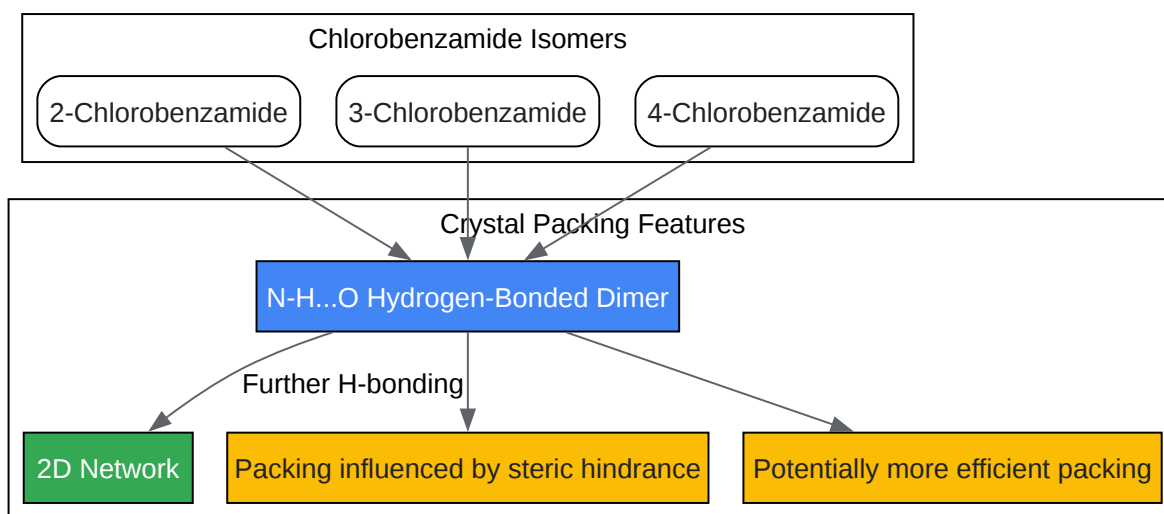 Chlorobenzamide Isomers
2-Chlorobenzamide
3-Chlorobenzamide
4-Chlorobenzamide
Crystal Packing Features
N-H...O Hydrogen-Bonded Dimer
Further H-bonding
2D Network
Packing influenced by steric hindrance
Potentially more efficient packing